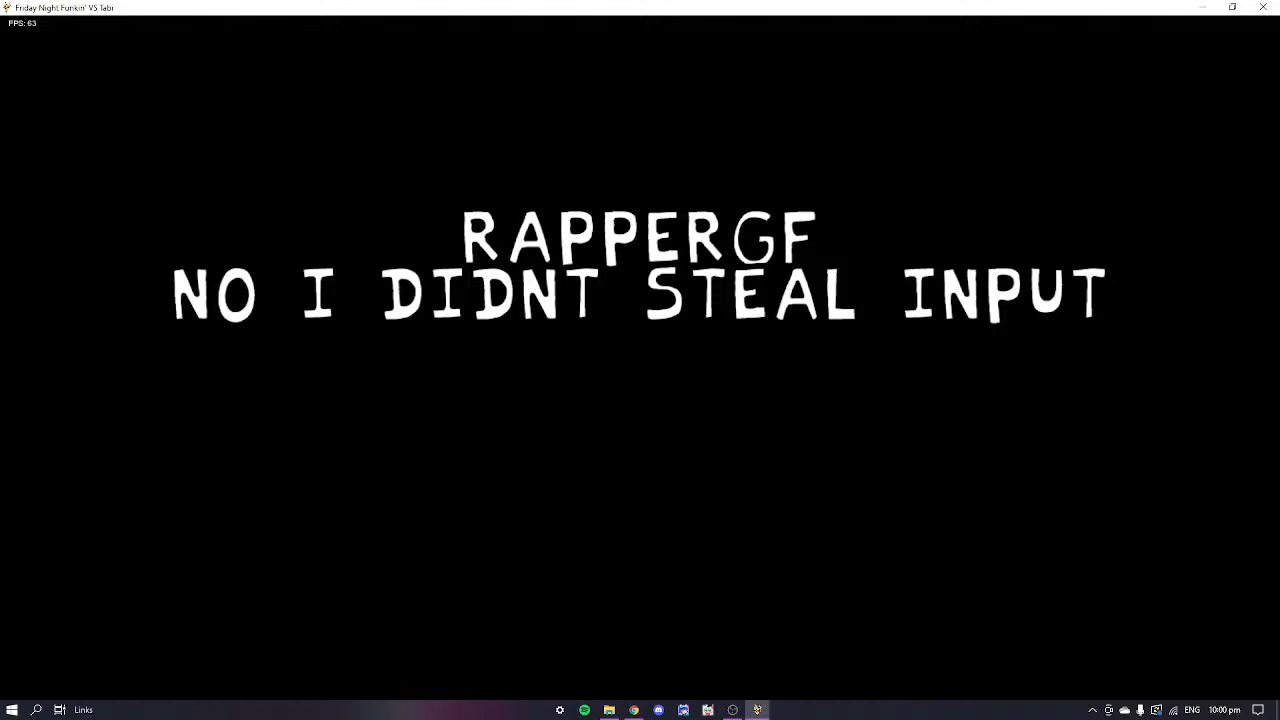 Friday Night Funkin' VS Tabi
FPS: 63
RAPPERGF
NO I DIDNT STEAL INPUT
Links
ENG
10:00 pm